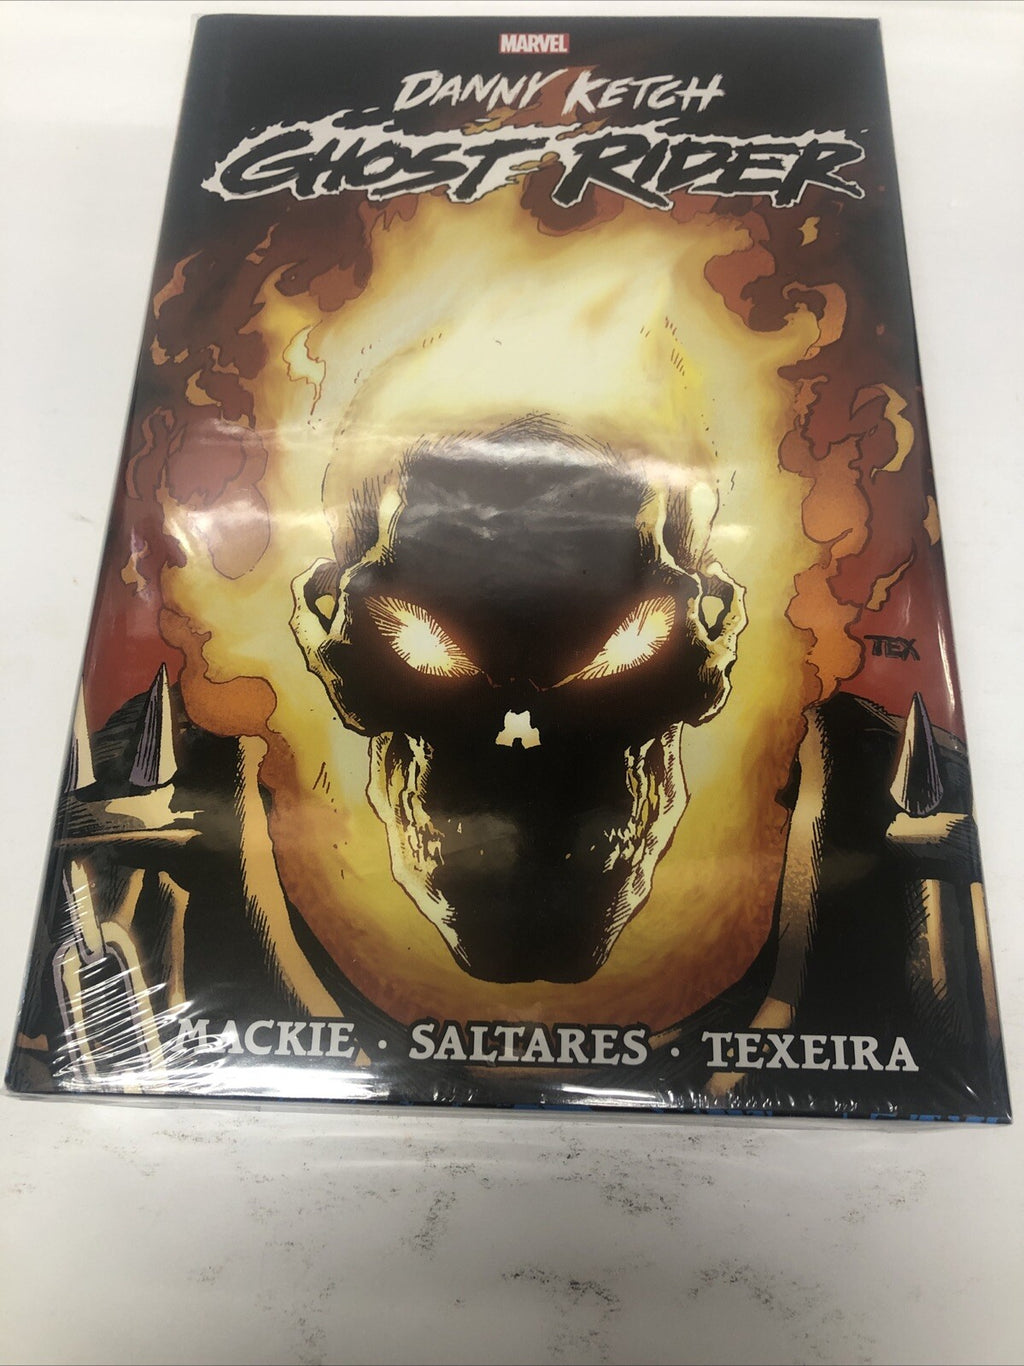 MARVEL
DANNY KETCH
GHOST RIDER
TEX
MACKIE · SALTARES · TEXEIRA